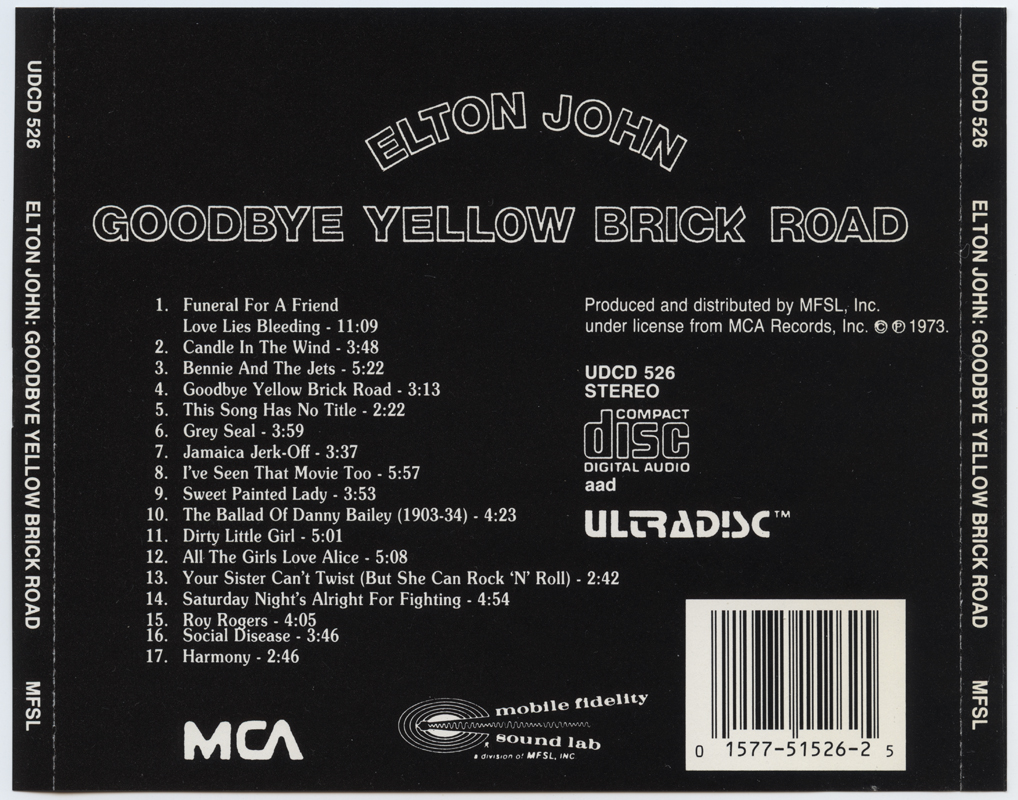 UDCD 526 ELTON JOHN: GOODBYE YELLOW BRICK ROAD MFSL
ELTON JOHN
GOODBYE YELLOW BRICK ROAD
1. Funeral For A Friend
Love Lies Bleeding - 11:09
2. Candle In The Wind - 3:48
3. Bennie And The Jets - 5:22
4. Goodbye Yellow Brick Road - 3:13
5. This Song Has No Title - 2:22
6. Grey Seal - 3:59
7. Jamaica Jerk-Off - 3:37
8. I've Seen That Movie Too - 5:57
9. Sweet Painted Lady - 3:53
10. The Ballad Of Danny Bailey (1903-34) - 4:23
11. Dirty Little Girl - 5:01
12. All The Girls Love Alice - 5:08
13. Your Sister Can't Twist (But She Can Rock ‘N’ Roll) - 2:42
14. Saturday Night's Alright For Fighting - 4:54
15. Roy Rogers - 4:05
16. Social Disease - 3:46
17. Harmony - 2:46
Produced and distributed by MFSL, Inc.
under license from MCA Records, Inc. © ℗ 1973.
UDCD 526
STEREO
COMPACT
disc
DIGITAL AUDIO
aad
ULTRADISC™
MCA
mobile fidelity
sound lab
a division of MFSL, INC
0 1577-51526-2 5
UDCD 526 ELTON JOHN: GOODBYE YELLOW BRICK ROAD MFSL